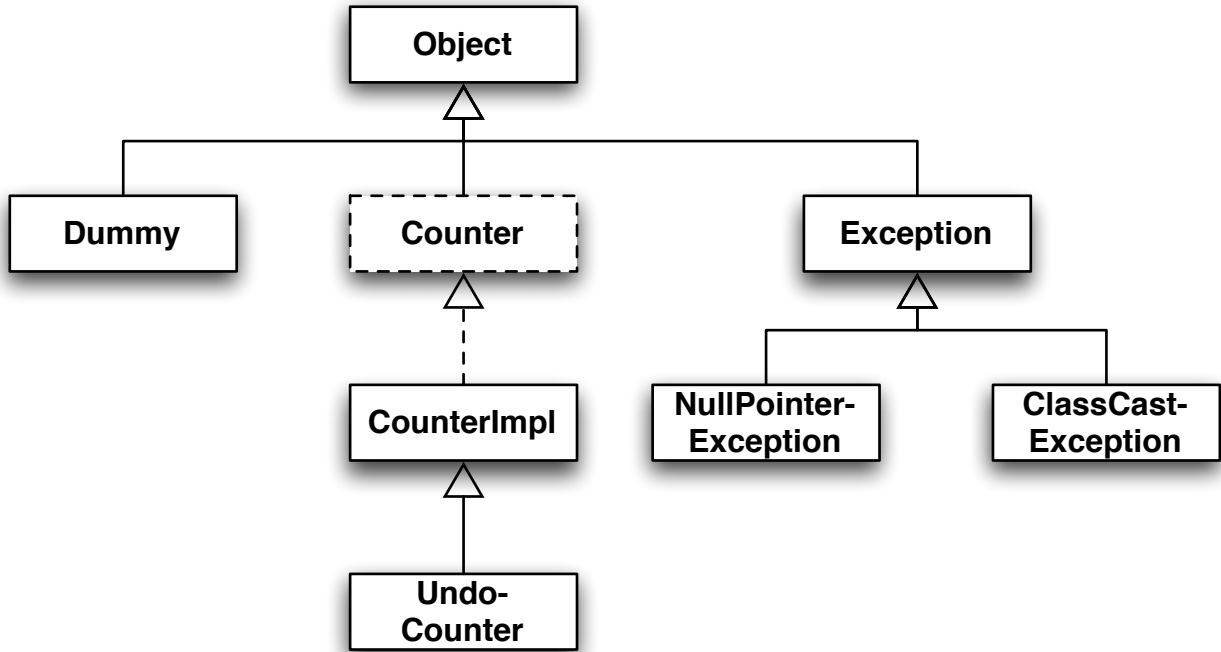 Object
Dummy
Counter
Exception
CounterImpl
NullPointer-
Exception
ClassCast-
Exception
Undo-
Counter